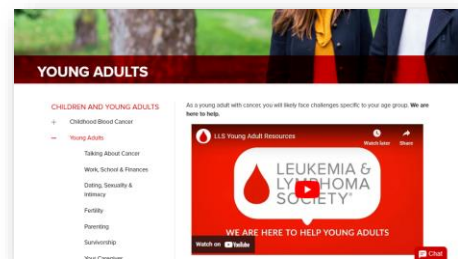 YOUNG ADULTS
CHILDREN AND YOUNG ADULTS
+ Childhood Blood Cancer
− Young Adults
Talking About Cancer
Work, School & Finances
Dating, Sexuality &
Intimacy
Fertility
Parenting
Survivorship
Your Caregiver
As a young adult with cancer, you will likely face challenges specific to your age group. We are
here to help.
LLS Young Adult Resources
Watch later
Share
LEUKEMIA &
LYMPHOMA
SOCIETY®
WE ARE HERE TO HELP YOUNG ADULTS
Watch on YouTube
Chat